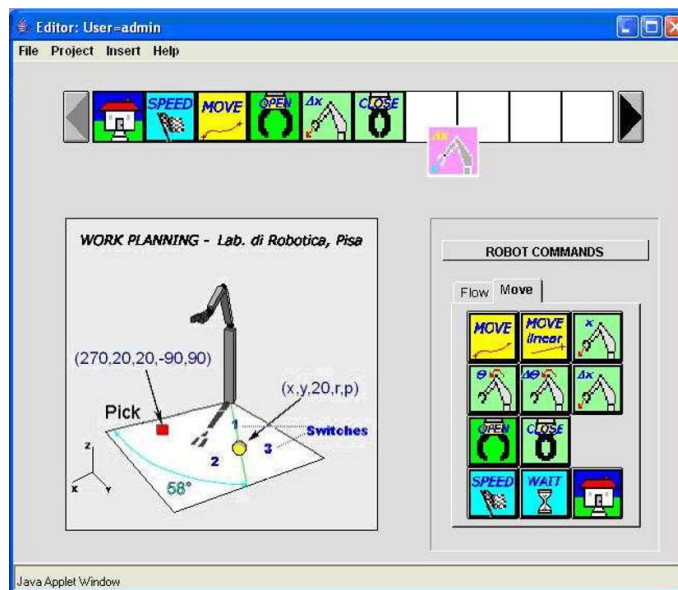 Editor: User=admin
File Project Insert Help
SPEED MOVE OPEN Δx CLOSE
Δx
WORK PLANNING - Lab. di Robotica, Pisa
(270,20,20,-90,90)
(x,y,20,r,p)
Pick
1
Switches
2 3
58°
Z
X Y
ROBOT COMMANDS
Flow Move
MOVE MOVE linear x
Θ ΔΘ Δx
OPEN CLOSE
SPEED WAIT
Java Applet Window